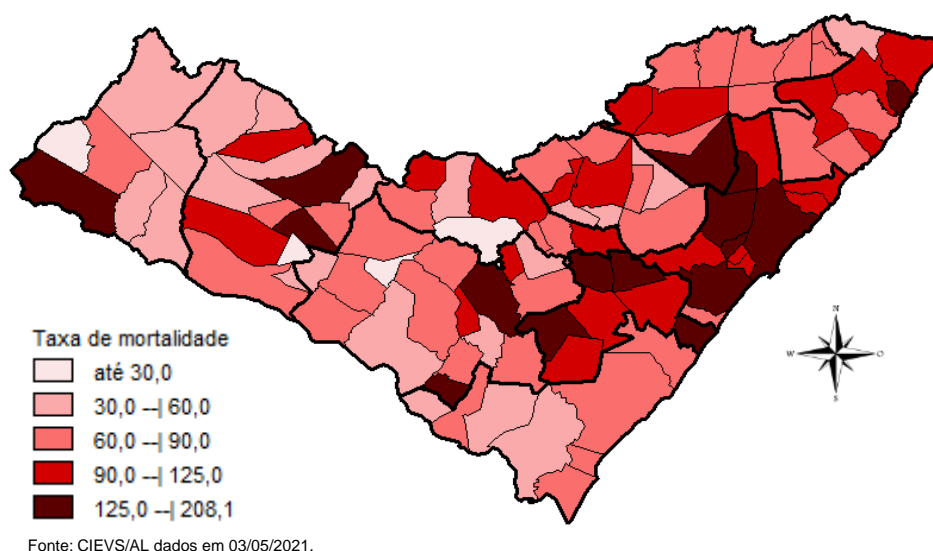 Taxa de mortalidade
até 30,0
30,0 --| 60,0
60,0 --| 90,0
90,0 --| 125,0
125,0 --| 208,1
N
W
O
S
Fonte: CIEVS/AL dados em 03/05/2021.